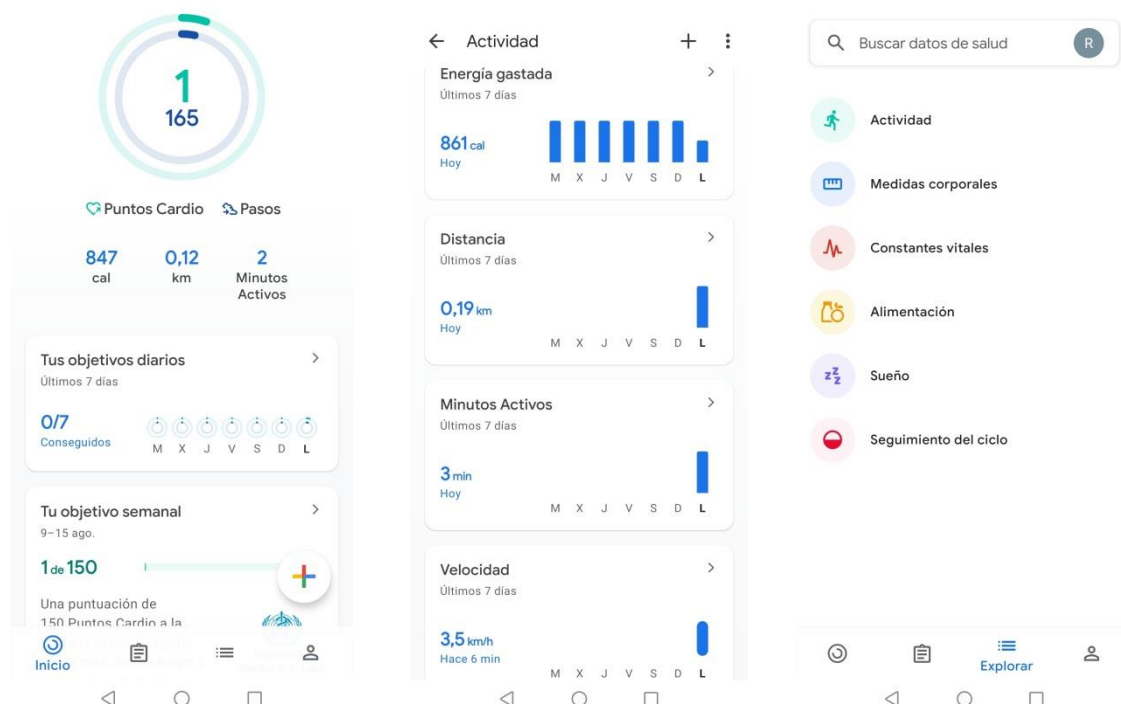 1
165
Puntos Cardio Pasos
847 0,12 2
cal km Minutos
Activos
Tus objetivos diarios
Últimos 7 días
0/7
Conseguidos
M X J V S D L
Tu objetivo semanal
9–15 ago.
1 de 150
Una puntuación de
150 Puntos Cardio a la
Inicio
Actividad
Energía gastada
Últimos 7 días
861 cal
Hoy
M X J V S D L
Distancia
Últimos 7 días
0,19 km
Hoy
M X J V S D L
Minutos Activos
Últimos 7 días
3 min
Hoy
M X J V S D L
Velocidad
Últimos 7 días
3,5 km/h
Hace 6 min
M X J V S D L
Buscar datos de salud R
Actividad
Medidas corporales
Constantes vitales
Alimentación
Sueño
Seguimiento del ciclo
Explorar